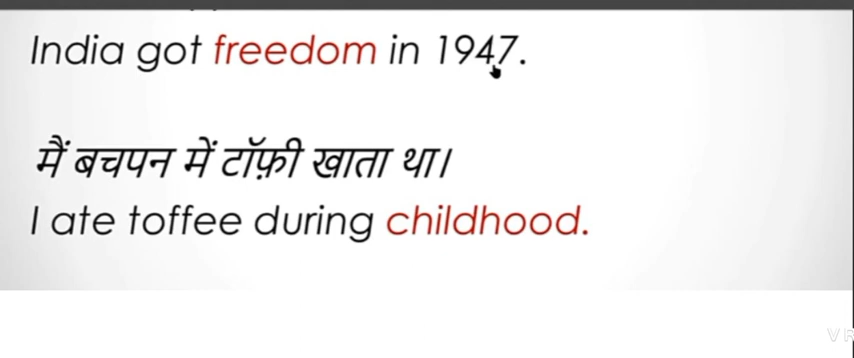 India got freedom in 1947.
मैं बचपन में टॉफ़ी खाता था।
I ate toffee during childhood.